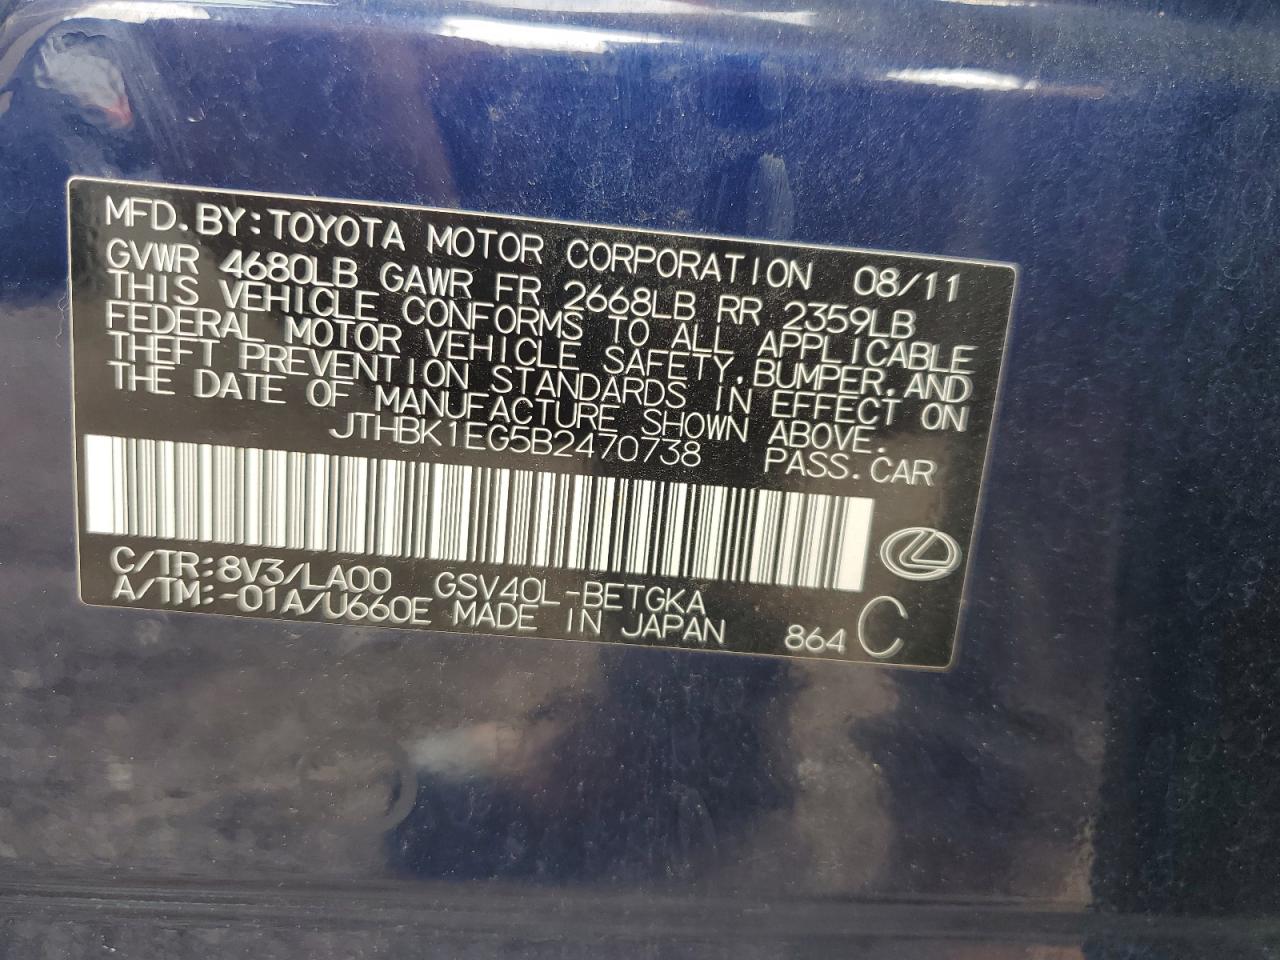 MFD.BY:TOYOTA MOTOR CORPORATION 08/11
GVWR 4680LB GAWR FR 2668LB RR 2359LB
THIS VEHICLE CONFORMS TO ALL APPLICABLE
FEDERAL MOTOR VEHICLE SAFETY,BUMPER,AND
THEFT PREVENTION STANDARDS IN EFFECT ON
THE DATE OF MANUFACTURE SHOWN ABOVE.
JTHBK1EG5B2470738 PASS.CAR
C/TR:8V3/LA00 GSV40L-BETGKA
A/TM:-01A/U660E MADE IN JAPAN 864 C